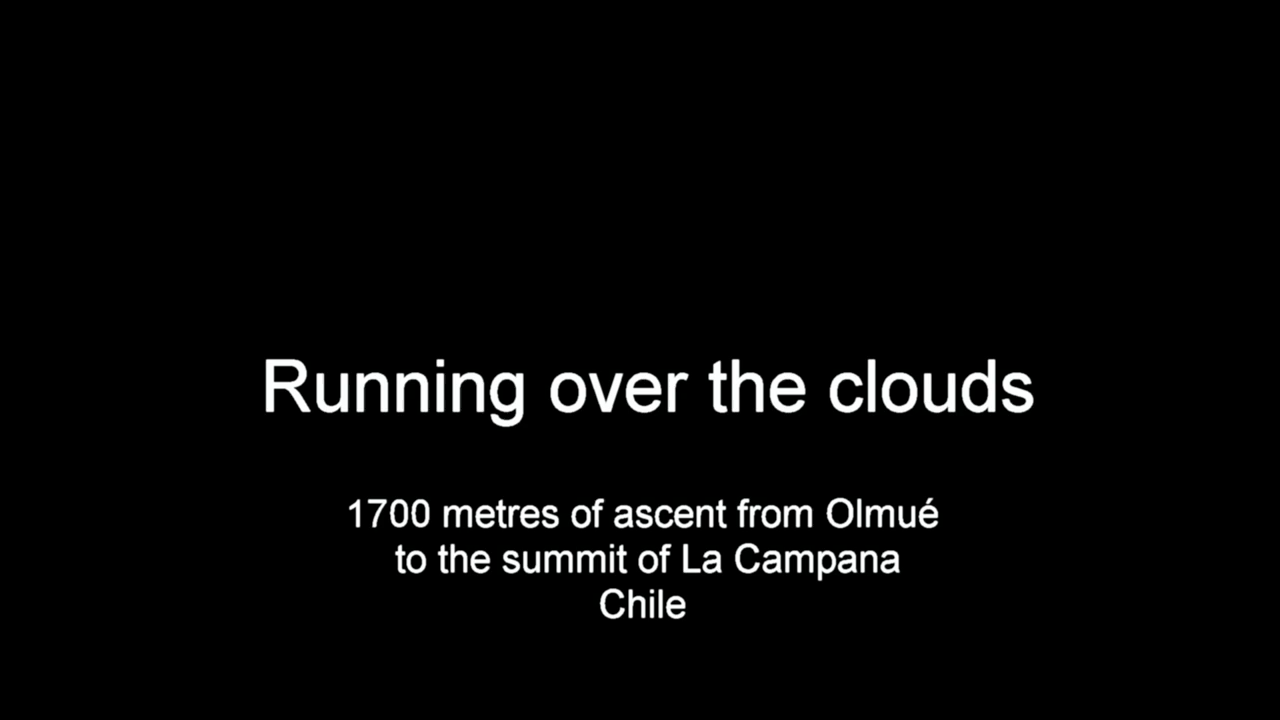 Running over the clouds
1700 metres of ascent from Olmué
to the summit of La Campana
Chile